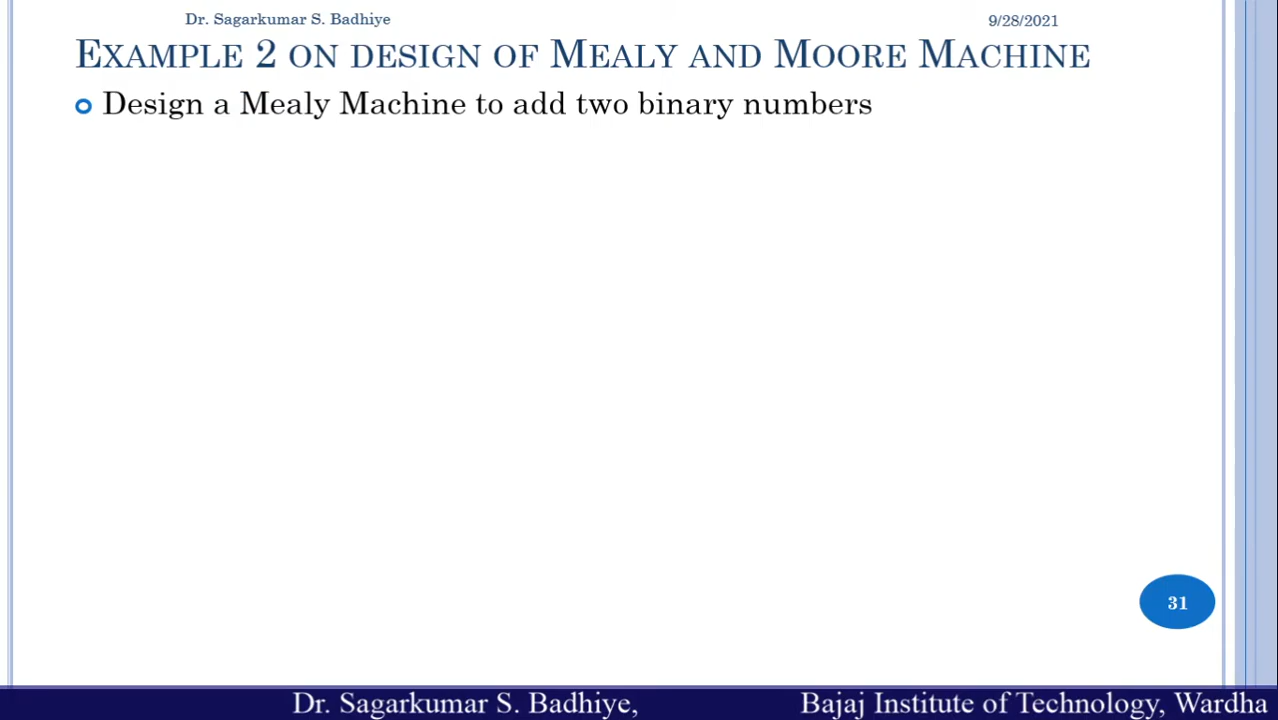 Dr. Sagarkumar S. Badhiye 9/28/2021
EXAMPLE 2 ON DESIGN OF MEALY AND MOORE MACHINE
Design a Mealy Machine to add two binary numbers
31
Dr. Sagarkumar S. Badhiye, Bajaj Institute of Technology, Wardha